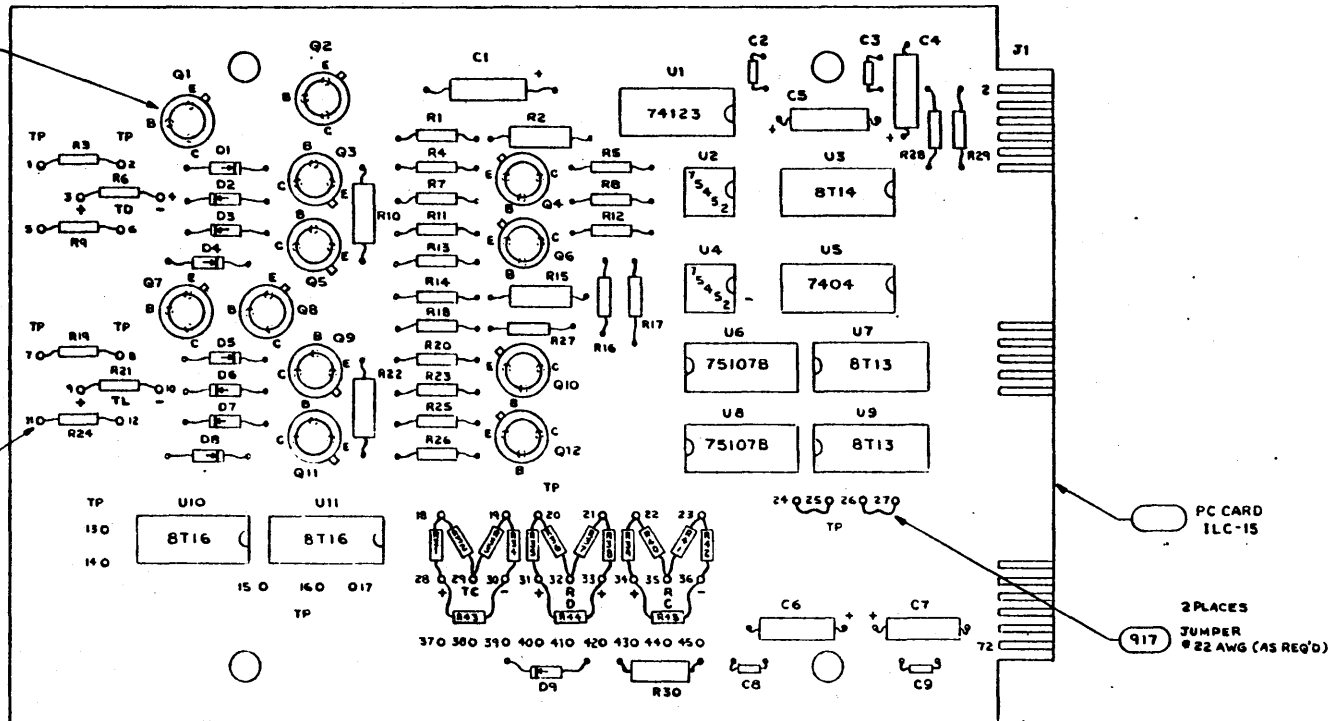 Q2
C1
C2
C3
C4
J1
Q1
E
B
C
E
B
C
+
U1
74123
C5
+
+
2
TP
R3
TP
1
2
D1
B
Q3
C
E
R1
R2
R28
R29
R6
3
4
+
TD
-
D2
R10
R4
E
C
B
Q4
R5
U2
75452
U3
8T14
5
R9
6
D3
B
C
E
Q5
R7
R8
R11
E
C
B
Q6
R12
D4
R13
U4
75452
U5
7404
Q7
E
B
C
E
B
C
Q8
R14
R15
R16
R17
R18
R27
U6
75107B
U7
8T13
TP
R19
TP
7
8
D5
B
Q9
C
E
R20
R22
E
C
B
Q10
R21
9
10
+
TL
-
D6
R23
U8
75107B
U9
8T13
11
R24
12
D7
B
C
E
Q11
R25
E
C
B
Q12
D8
R26
TP
24
25
26
27
TP
TP
U10
8T16
U11
8T16
13
14
15
16
17
TP
18
19
20
21
22
23
28
29
30
31
32
33
34
35
36
+
TC
-
+
RD
+
+
RC
-
R43
R44
R45
37
38
39
40
41
42
43
44
45
D9
R30
C6
+
C7
+
C8
C9
72
PC CARD
ILC-15
2 PLACES
917
JUMPER
#22 AWG (AS REQ'D)